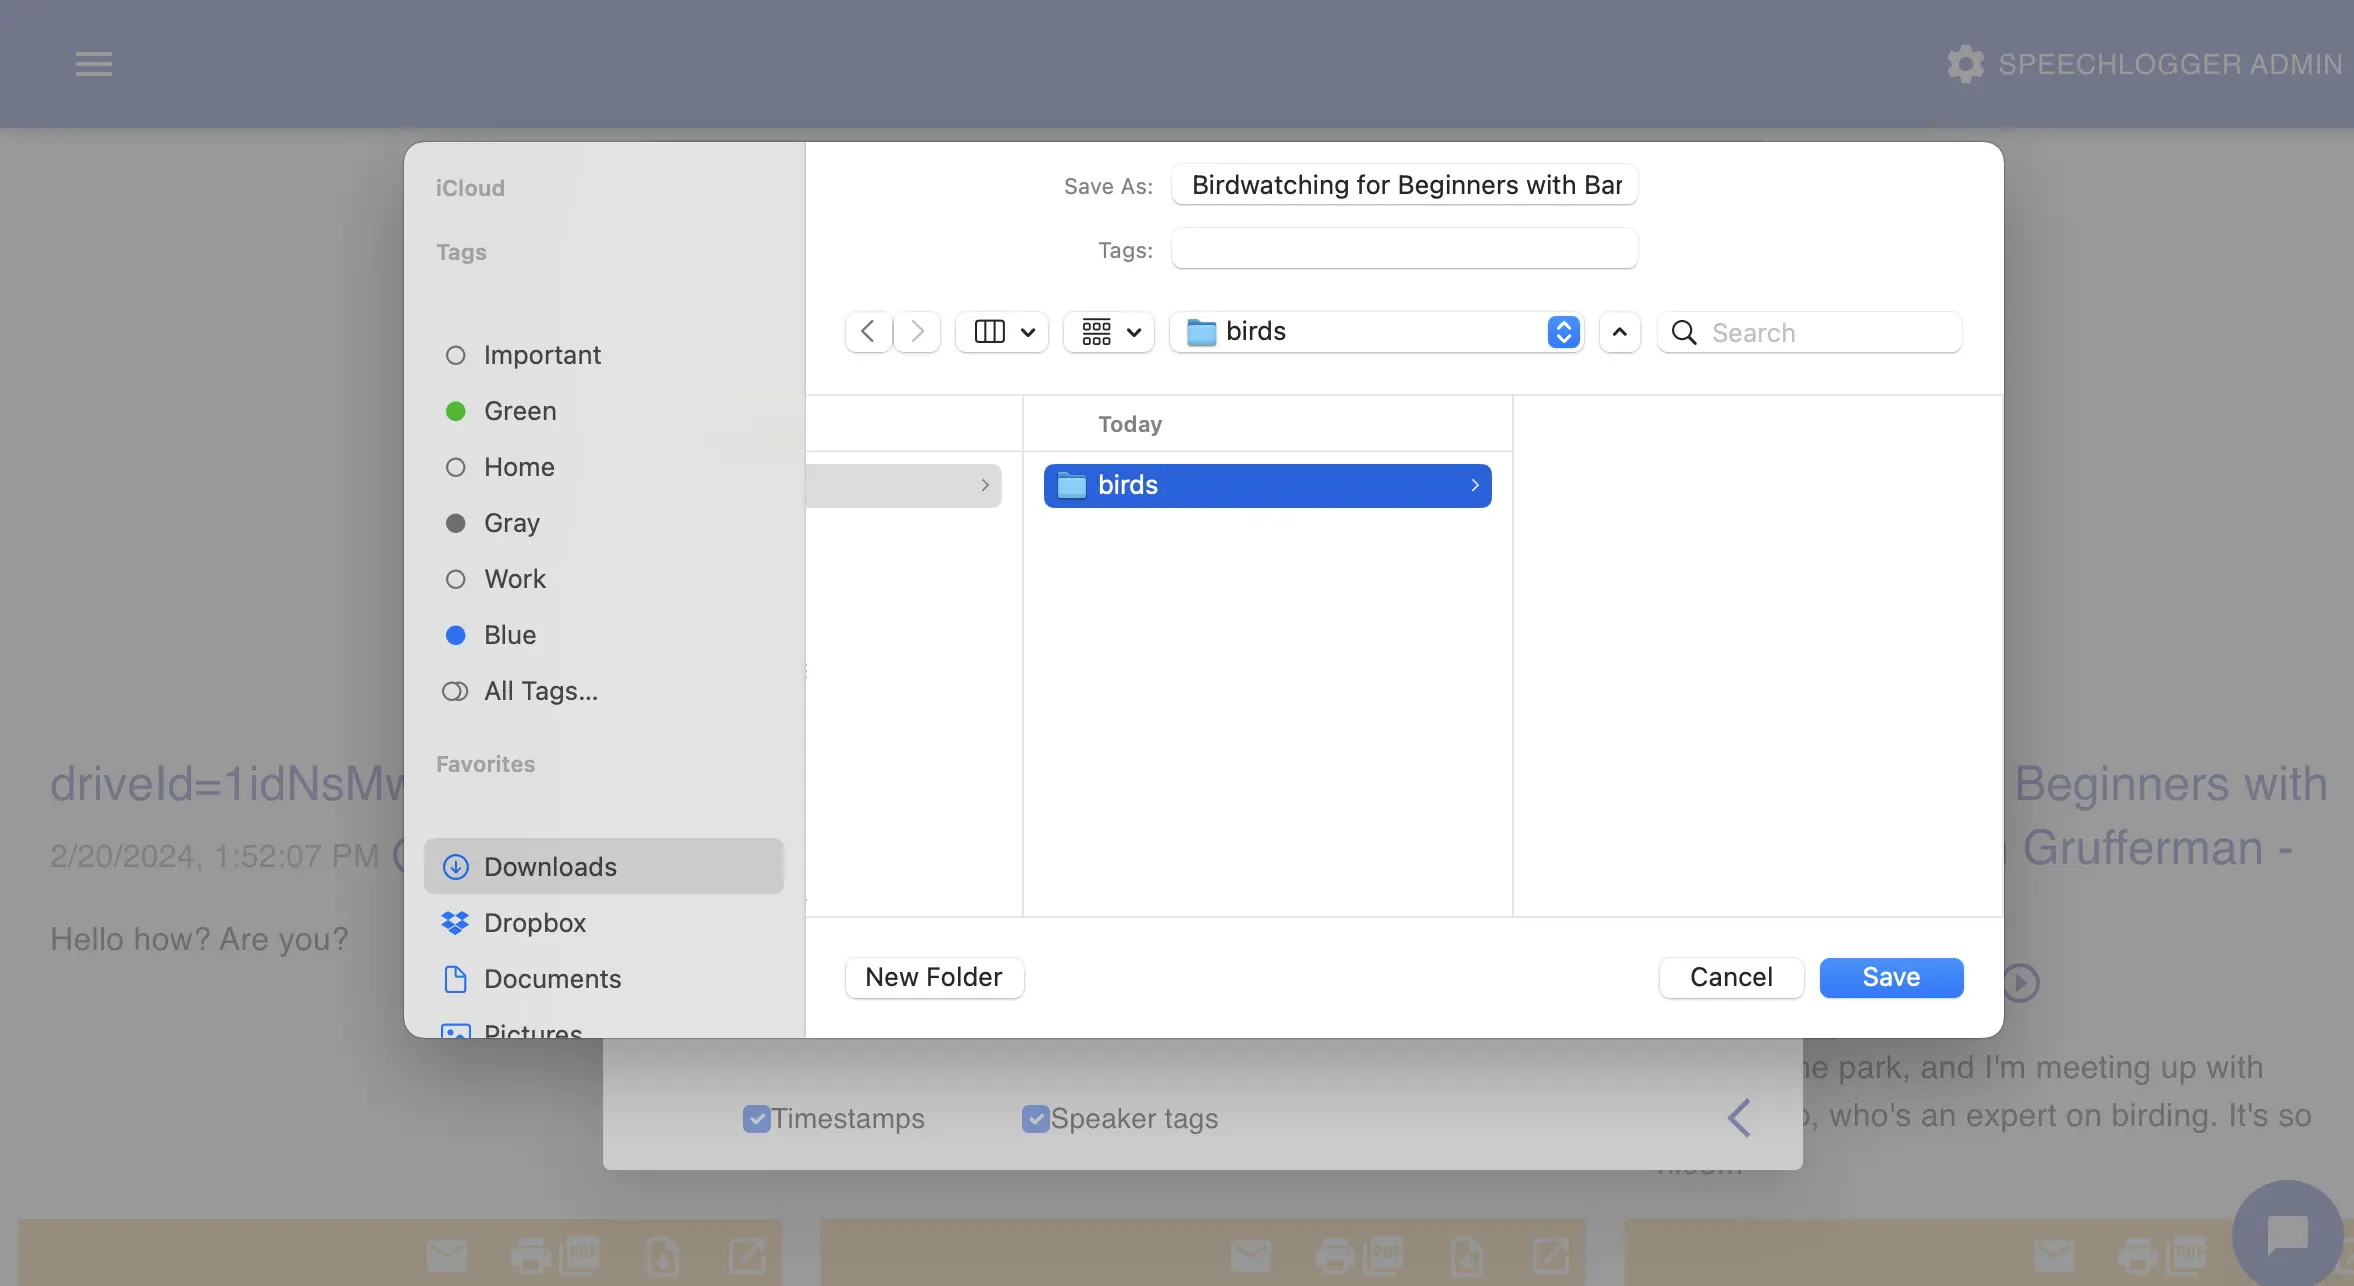 SPEECHLOGGER ADMIN
iCloud
Tags
Important
Green
Home
Gray
Work
Blue
All Tags...
Favorites
Downloads
Dropbox
Documents
Pictures
Save As: Birdwatching for Beginners with Bar
Tags:
birds
Search
Today
birds
New Folder
Cancel
Save
driveId=1idNsMw
2/20/2024, 1:52:07 PM
Hello how? Are you?
Beginners with
Grufferman -
park, and I'm meeting up with
who's an expert on birding. It's so
Timestamps
Speaker tags
PDF
PDF
PDF